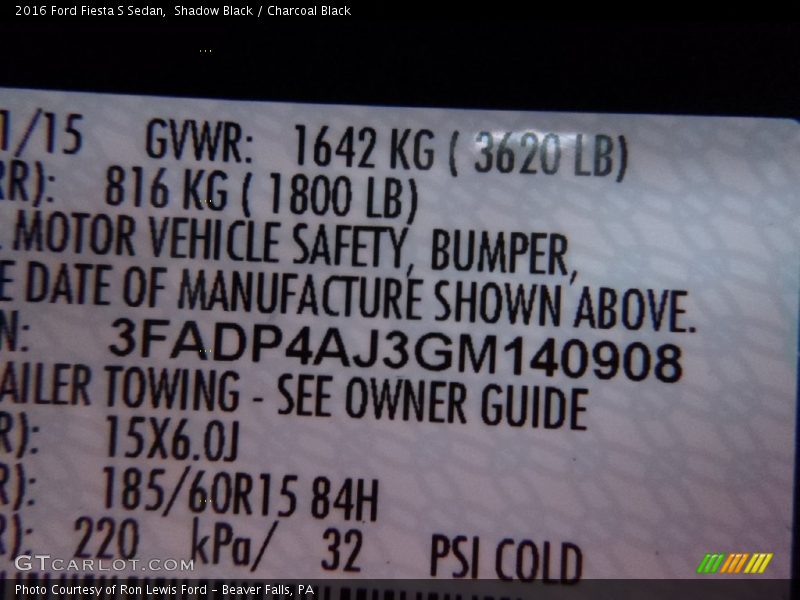 2016 Ford Fiesta S Sedan,  Shadow Black / Charcoal Black
1/15 GVWR: 1642 KG ( 3620 LB)
RR): 816 KG ( 1800 LB)
MOTOR VEHICLE SAFETY, BUMPER,
E DATE OF MANUFACTURE SHOWN ABOVE.
N: 3FADP4AJ3GM140908
AILER TOWING - SEE OWNER GUIDE
R): 15X6.0J
R): 185/60R15 84H
R): 220 kPa/ 32 PSI COLD
GTCARLOT.COM
Photo Courtesy of Ron Lewis Ford - Beaver Falls, PA